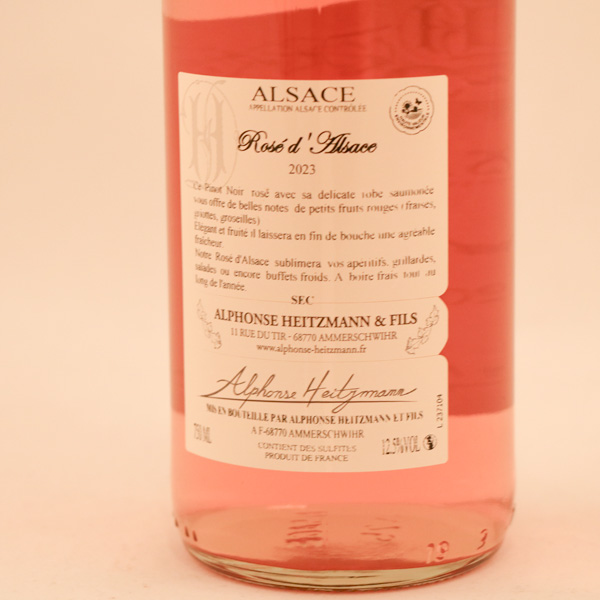 ALSACE
APPELLATION ALSACE CONTRÔLÉE
Rosé d'Alsace
2023
Ce Pinot Noir rosé avec sa delicate robe saumonée
vous offre de belles notes de petits fruits rouges (fraises,
griottes, groseilles)
Elégant et fruité il laissera en fin de bouche une agréable
fraîcheur.
Notre Rosé d'Alsace sublimera vos apéritifs, grillardes,
salades ou encore buffets froids. A boire frais tout au
long de l'année.
SEC
ALPHONSE HEITZMANN & FILS
11 RUE DU TIR - 68770 AMMERSCHWIHR
www.alphonse-heitzmann.fr
Alphonse Heitzmann
MIS EN BOUTEILLE PAR ALPHONSE HEITZMANN ET FILS
A F-68770 AMMERSCHWIHR
750 ML
12.5%VOL
CONTIENT DES SULFITES
PRODUIT DE FRANCE
L 237104